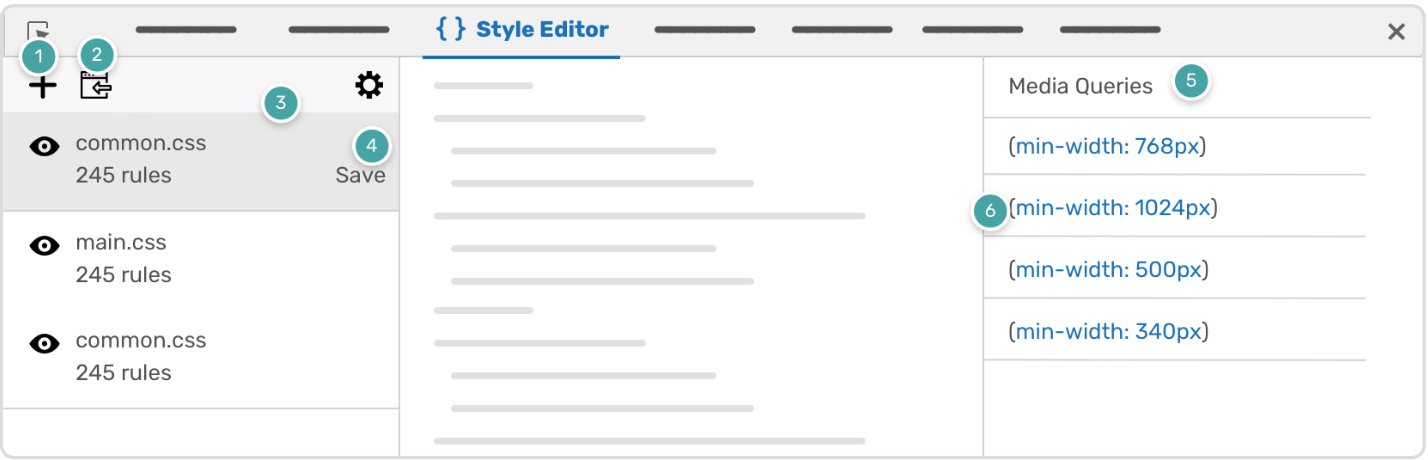 { } Style Editor
1
2
3
common.css
245 rules
4
Save
main.css
245 rules
common.css
245 rules
Media Queries
5
(min-width: 768px)
6
(min-width: 1024px)
(min-width: 500px)
(min-width: 340px)